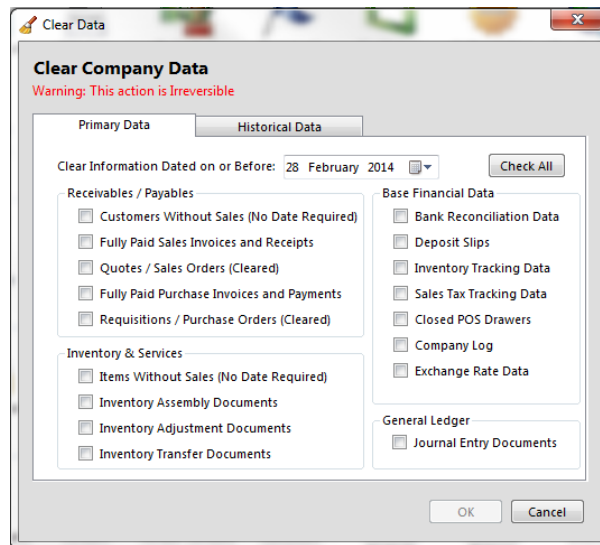 Clear Data
Clear Company Data
Warning: This action is Irreversible
Primary Data
Historical Data
Clear Information Dated on or Before: 28 February 2014
Check All
Receivables / Payables
Customers Without Sales (No Date Required)
Fully Paid Sales Invoices and Receipts
Quotes / Sales Orders (Cleared)
Fully Paid Purchase Invoices and Payments
Requisitions / Purchase Orders (Cleared)
Inventory & Services
Items Without Sales (No Date Required)
Inventory Assembly Documents
Inventory Adjustment Documents
Inventory Transfer Documents
Base Financial Data
Bank Reconciliation Data
Deposit Slips
Inventory Tracking Data
Sales Tax Tracking Data
Closed POS Drawers
Company Log
Exchange Rate Data
General Ledger
Journal Entry Documents
OK
Cancel